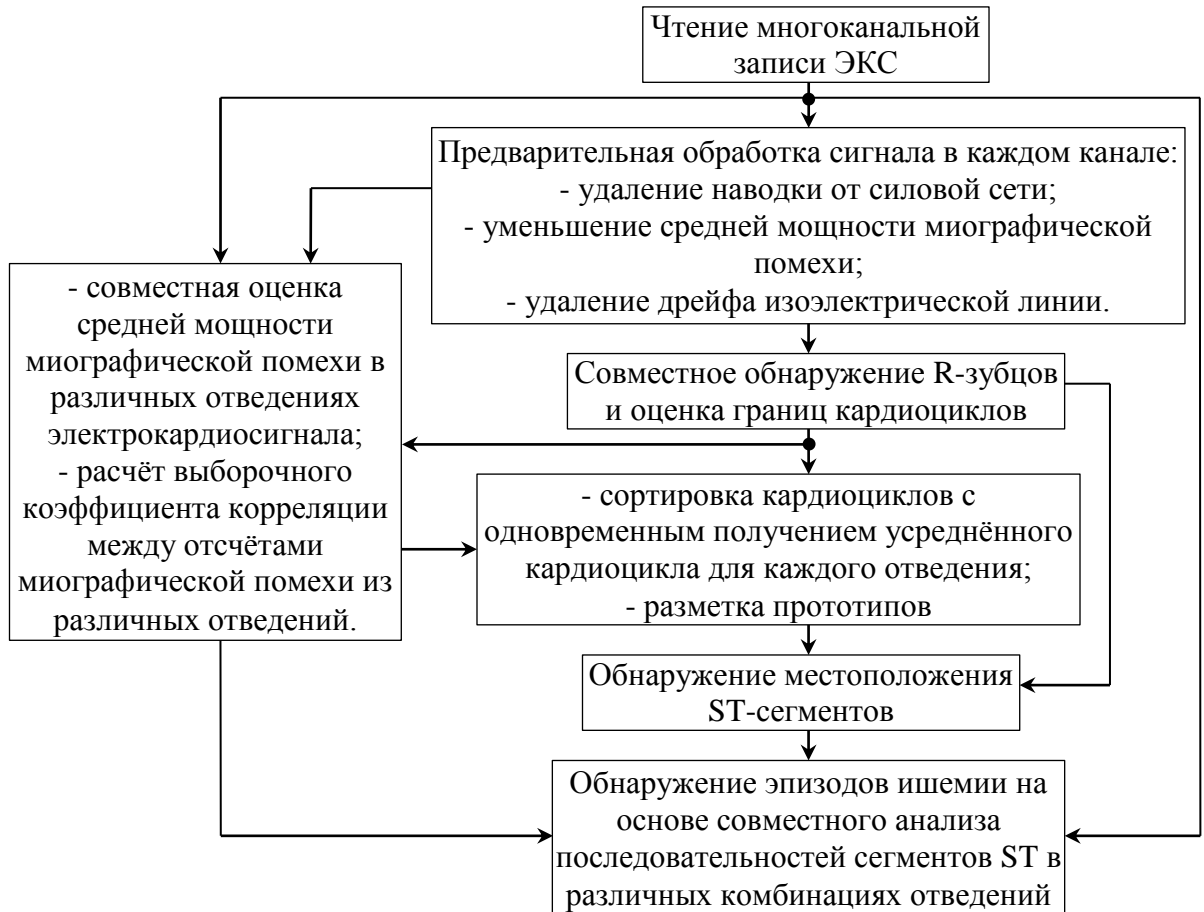 Чтение многоканальной
записи ЭКС
Предварительная обработка сигнала в каждом канале:
- удаление наводки от силовой сети;
- уменьшение средней мощности миографической
помехи;
- удаление дрейфа изоэлектрической линии.
- совместная оценка
средней мощности
миографической помехи в
различных отведениях
электрокардиосигнала;
- расчёт выборочного
коэффициента корреляции
между отсчётами
миографической помехи из
различных отведений.
Совместное обнаружение R-зубцов
и оценка границ кардиоциклов
- сортировка кардиоциклов с
одновременным получением усреднённого
кардиоцикла для каждого отведения;
- разметка прототипов
Обнаружение местоположения
ST-сегментов
Обнаружение эпизодов ишемии на
основе совместного анализа
последовательностей сегментов ST в
различных комбинациях отведений